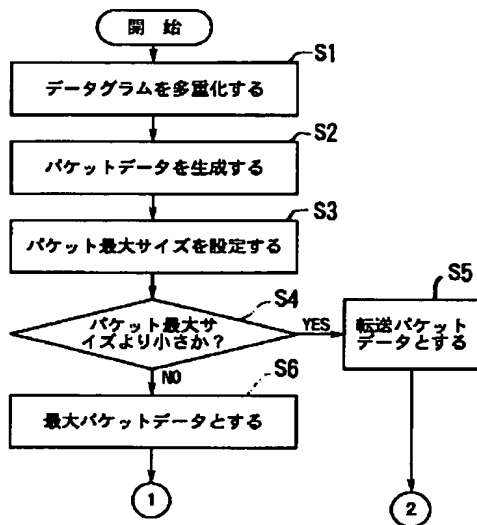 開始
S1
データグラムを多重化する
S2
パケットデータを生成する
S3
パケット最大サイズを設定する
S4
パケット最大サ
イズより小さか？
YES
S5
転送パケット
データとする
NO
S6
最大パケットデータとする
1
2